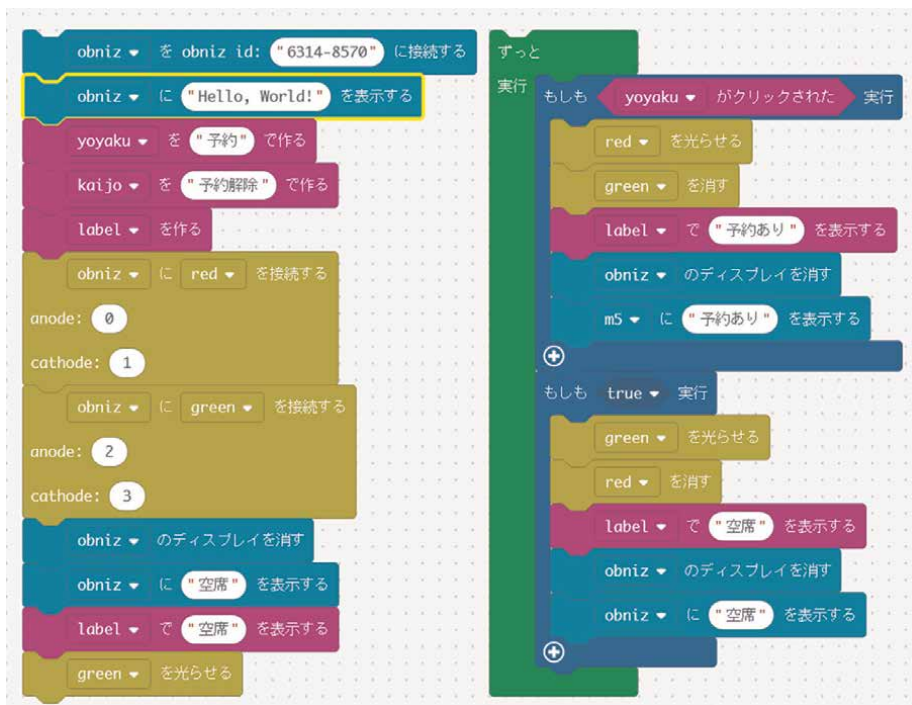 obniz を obniz id: "6314-8570" に接続する
obniz に "Hello, World!" を表示する
yoyaku を "予約" で作る
kaijo を "予約解除" で作る
label を作る
obniz に red を接続する
anode: 0
cathode: 1
obniz に green を接続する
anode: 2
cathode: 3
obniz のディスプレイを消す
obniz に "空席" を表示する
label で "空席" を表示する
green を光らせる
ずっと
実行
もしも yoyaku がクリックされた 実行
red を光らせる
green を消す
label で "予約あり" を表示する
obniz のディスプレイを消す
m5 に "予約あり" を表示する
もしも true 実行
green を光らせる
red を消す
label で "空席" を表示する
obniz のディスプレイを消す
obniz に "空席" を表示する